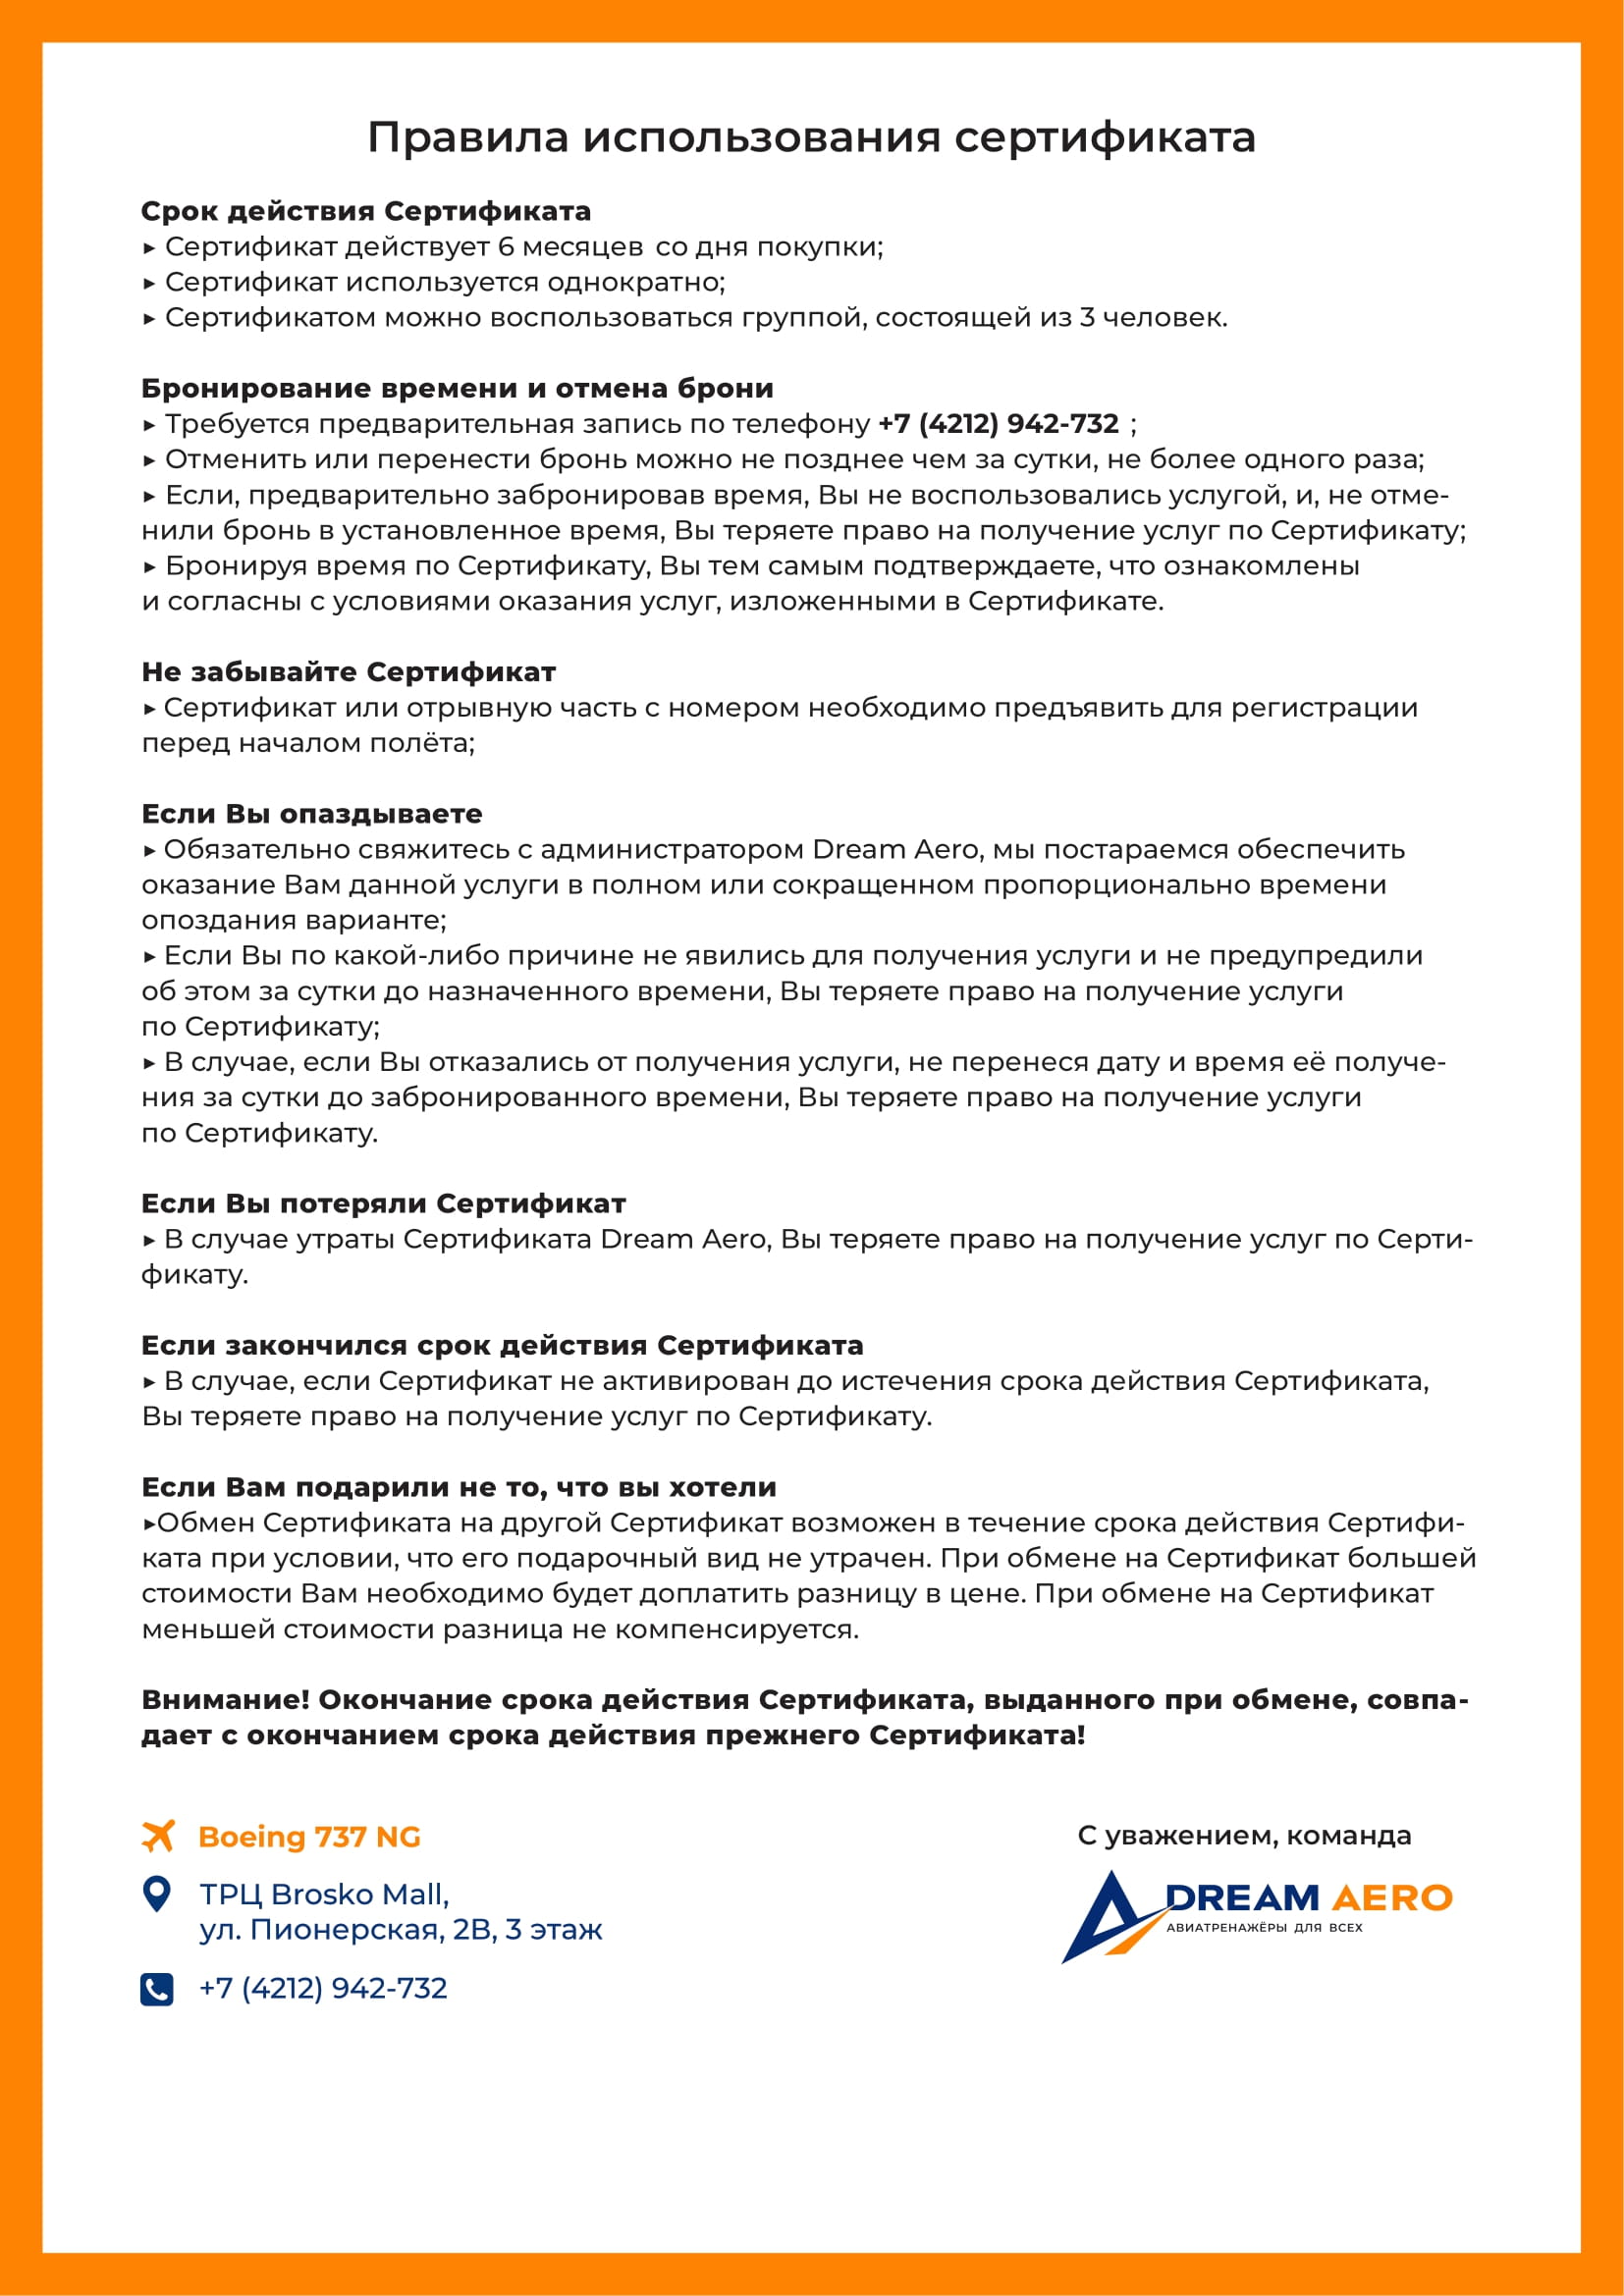 Правила использования сертификата
Срок действия Сертификата
▸ Сертификат действует 6 месяцев со дня покупки;
▸ Сертификат используется однократно;
▸ Сертификатом можно воспользоваться группой, состоящей из 3 человек.
Бронирование времени и отмена брони
▸ Требуется предварительная запись по телефону +7 (4212) 942-732 ;
▸ Отменить или перенести бронь можно не позднее чем за сутки, не более одного раза;
▸ Если, предварительно забронировав время, Вы не воспользовались услугой, и, не отме-
нили бронь в установленное время, Вы теряете право на получение услуг по Сертификату;
▸ Бронируя время по Сертификату, Вы тем самым подтверждаете, что ознакомлены
и согласны с условиями оказания услуг, изложенными в Сертификате.
Не забывайте Сертификат
▸ Сертификат или отрывную часть с номером необходимо предъявить для регистрации
перед началом полёта;
Если Вы опаздываете
▸ Обязательно свяжитесь с администратором Dream Aero, мы постараемся обеспечить
оказание Вам данной услуги в полном или сокращенном пропорционально времени
опоздания варианте;
▸ Если Вы по какой-либо причине не явились для получения услуги и не предупредили
об этом за сутки до назначенного времени, Вы теряете право на получение услуги
по Сертификату;
▸ В случае, если Вы отказались от получения услуги, не перенеся дату и время её получе-
ния за сутки до забронированного времени, Вы теряете право на получение услуги
по Сертификату.
Если Вы потеряли Сертификат
▸ В случае утраты Сертификата Dream Aero, Вы теряете право на получение услуг по Серти-
фикату.
Если закончился срок действия Сертификата
▸ В случае, если Сертификат не активирован до истечения срока действия Сертификата,
Вы теряете право на получение услуг по Сертификату.
Если Вам подарили не то, что вы хотели
▸Обмен Сертификата на другой Сертификат возможен в течение срока действия Сертифи-
ката при условии, что его подарочный вид не утрачен. При обмене на Сертификат большей
стоимости Вам необходимо будет доплатить разницу в цене. При обмене на Сертификат
меньшей стоимости разница не компенсируется.
Внимание! Окончание срока действия Сертификата, выданного при обмене, совпа-
дает с окончанием срока действия прежнего Сертификата!
Boeing 737 NG
ТРЦ Brosko Mall,
ул. Пионерская, 2В, 3 этаж
+7 (4212) 942-732
С уважением, команда
DREAM AERO
АВИАТРЕНАЖЁРЫ ДЛЯ ВСЕХ